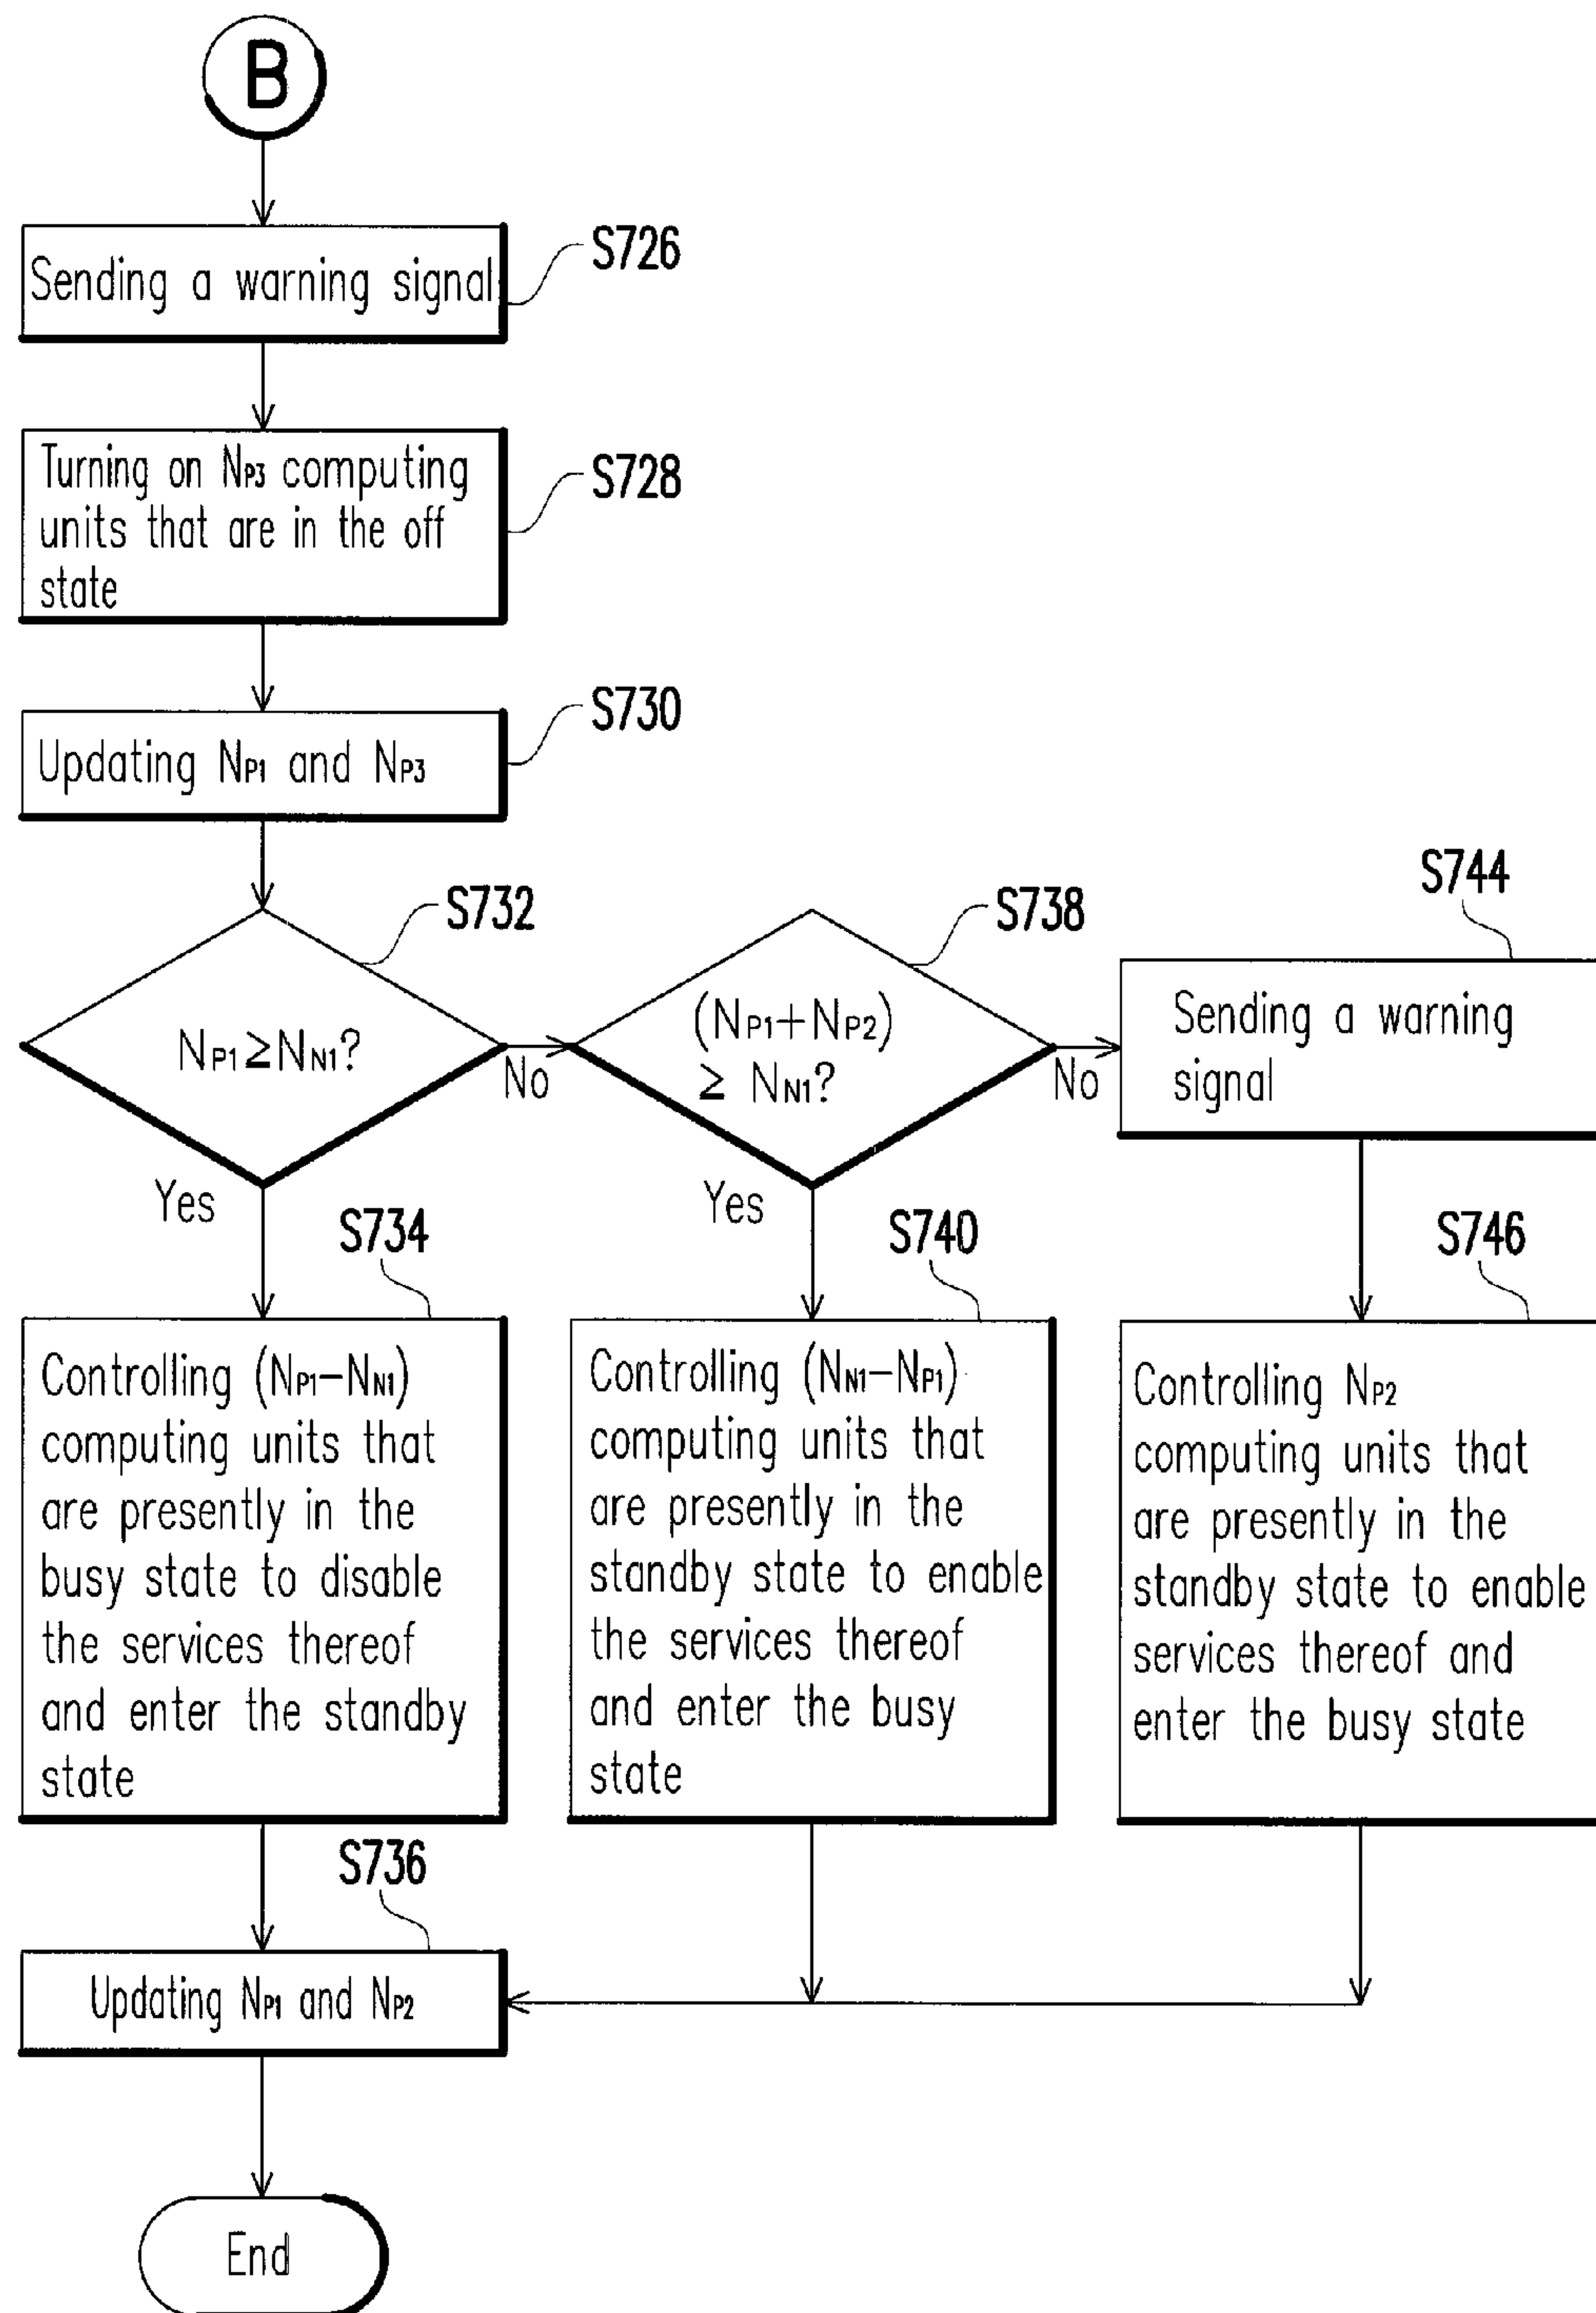 B
Sending a warning signal
S726
Turning on NP3 computing
units that are in the off
state
S728
Updating NP1 and NP3
S730
NP1≥NN1?
S732
No
Yes
(NP1+NP2)
≥ NN1?
S738
No
Yes
S744
Sending a warning
signal
S734
Controlling (NP1-NN1)
computing units that
are presently in the
busy state to disable
the services thereof
and enter the standby
state
S740
Controlling (NN1-NP1)
computing units that
are presently in the
standby state to enable
the services thereof
and enter the busy
state
S746
Controlling NP2
computing units that
are presently in the
standby state to enable
services thereof and
enter the busy state
S736
Updating NP1 and NP2
End